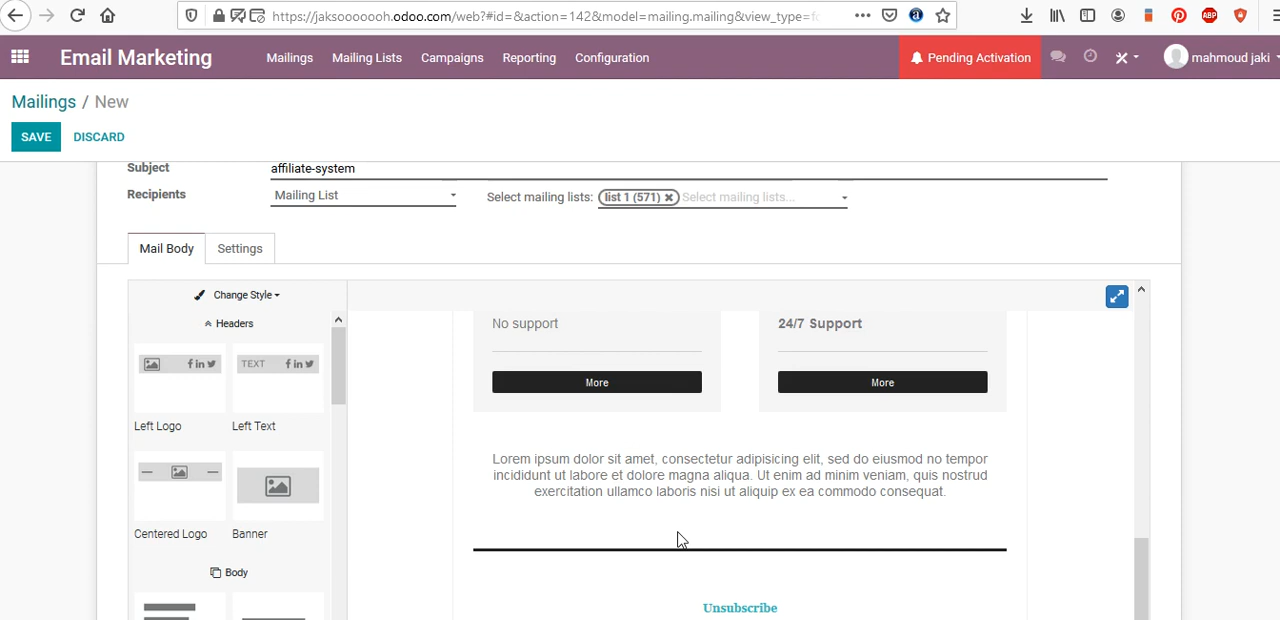 https://jaksooooooh.odoo.com/web?#id=&action=142&model=mailing.mailing&view_type=fo
ABP
Email Marketing
Mailings
Mailing Lists
Campaigns
Reporting
Configuration
Pending Activation
mahmoud jaki
Mailings / New
SAVE
DISCARD
Subject
affiliate-system
Recipients
Mailing List
Select mailing lists:
list 1 (571)
Select mailing lists...
Mail Body
Settings
Change Style
Headers
TEXT
Left Logo
Left Text
Centered Logo
Banner
Body
No support
24/7 Support
More
More
Lorem ipsum dolor sit amet, consectetur adipisicing elit, sed do eiusmod no tempor
incididunt ut labore et dolore magna aliqua. Ut enim ad minim veniam, quis nostrud
exercitation ullamco laboris nisi ut aliquip ex ea commodo consequat.
Unsubscribe